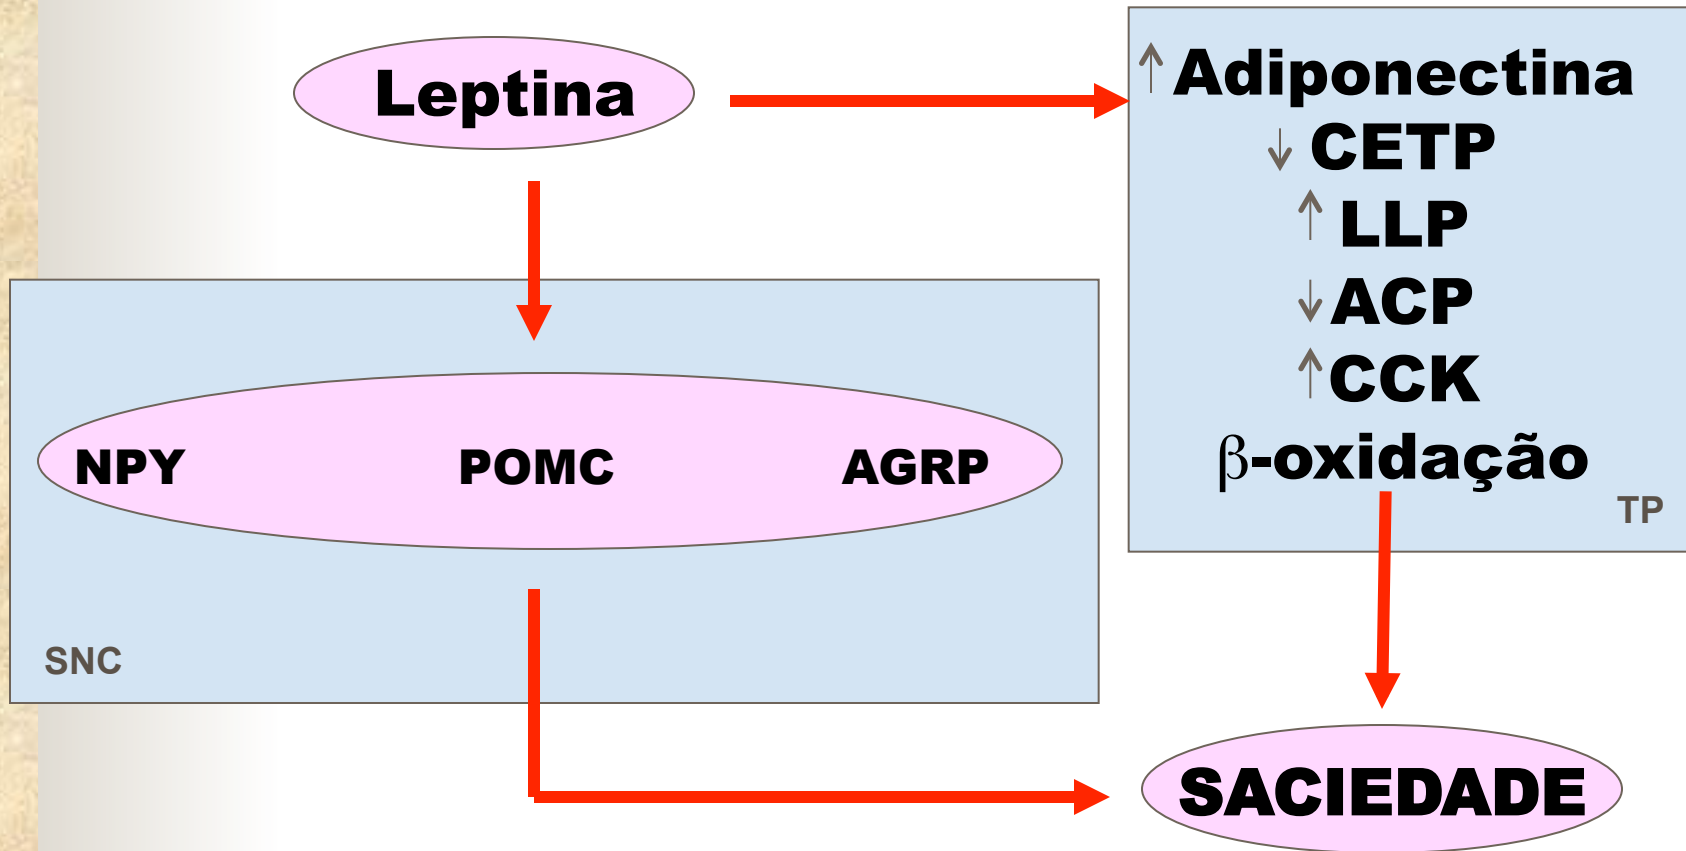 Leptina
↑ Adiponectina
↓ CETP
↑ LLP
↓ ACP
↑ CCK
β-oxidação
TP
NPY POMC AGRP
SNC
SACIEDADE